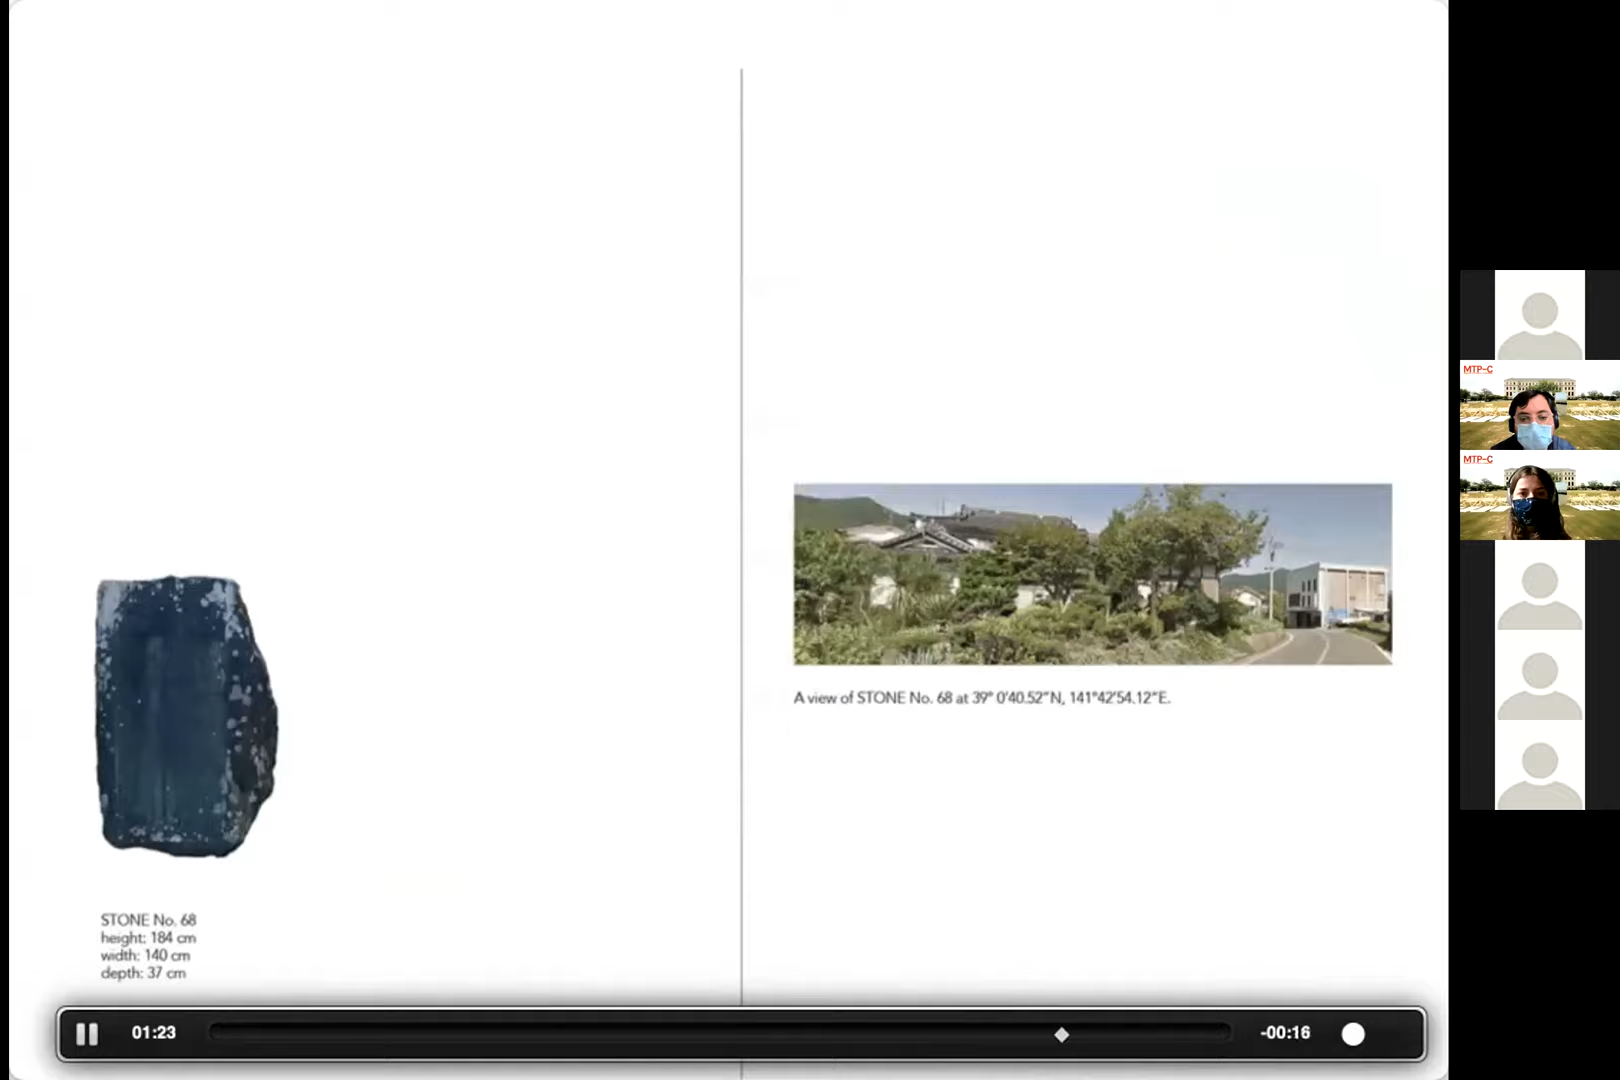 STONE No. 68
height: 184 cm
width: 140 cm
depth: 37 cm
A view of STONE No. 68 at 39° 0'40.52"N, 141°42'54.12"E.
01:23
-00:16
MTP-C
MTP-C